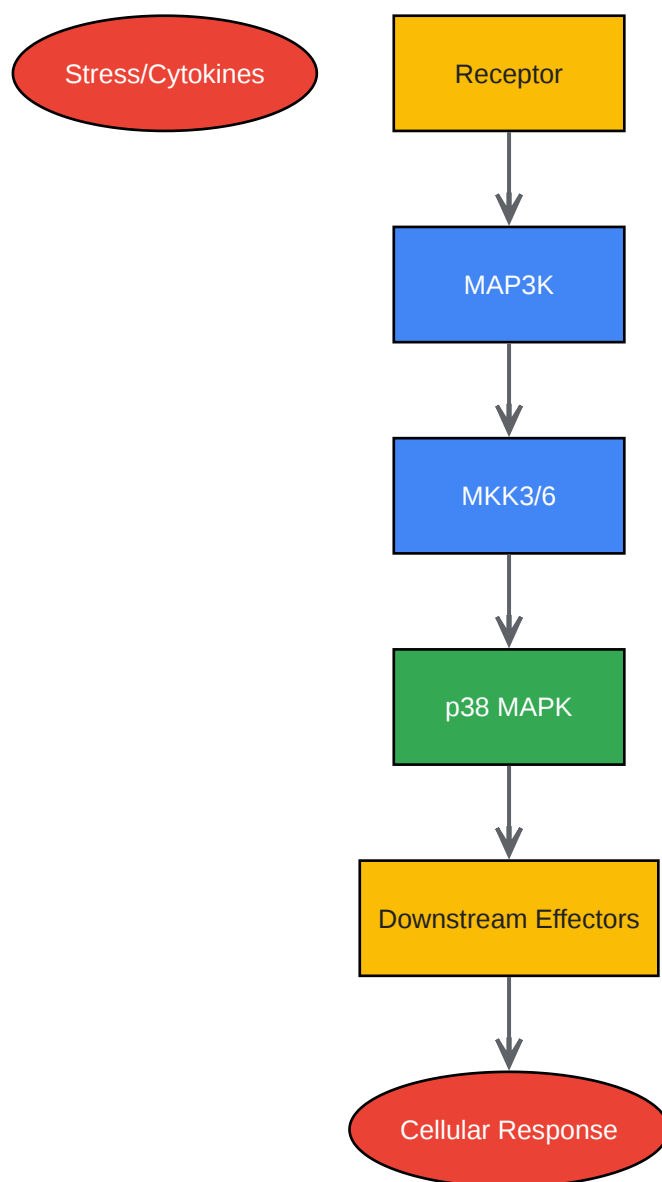 Stress/Cytokines
Receptor
MAP3K
MKK3/6
p38 MAPK
Downstream Effectors
Cellular Response